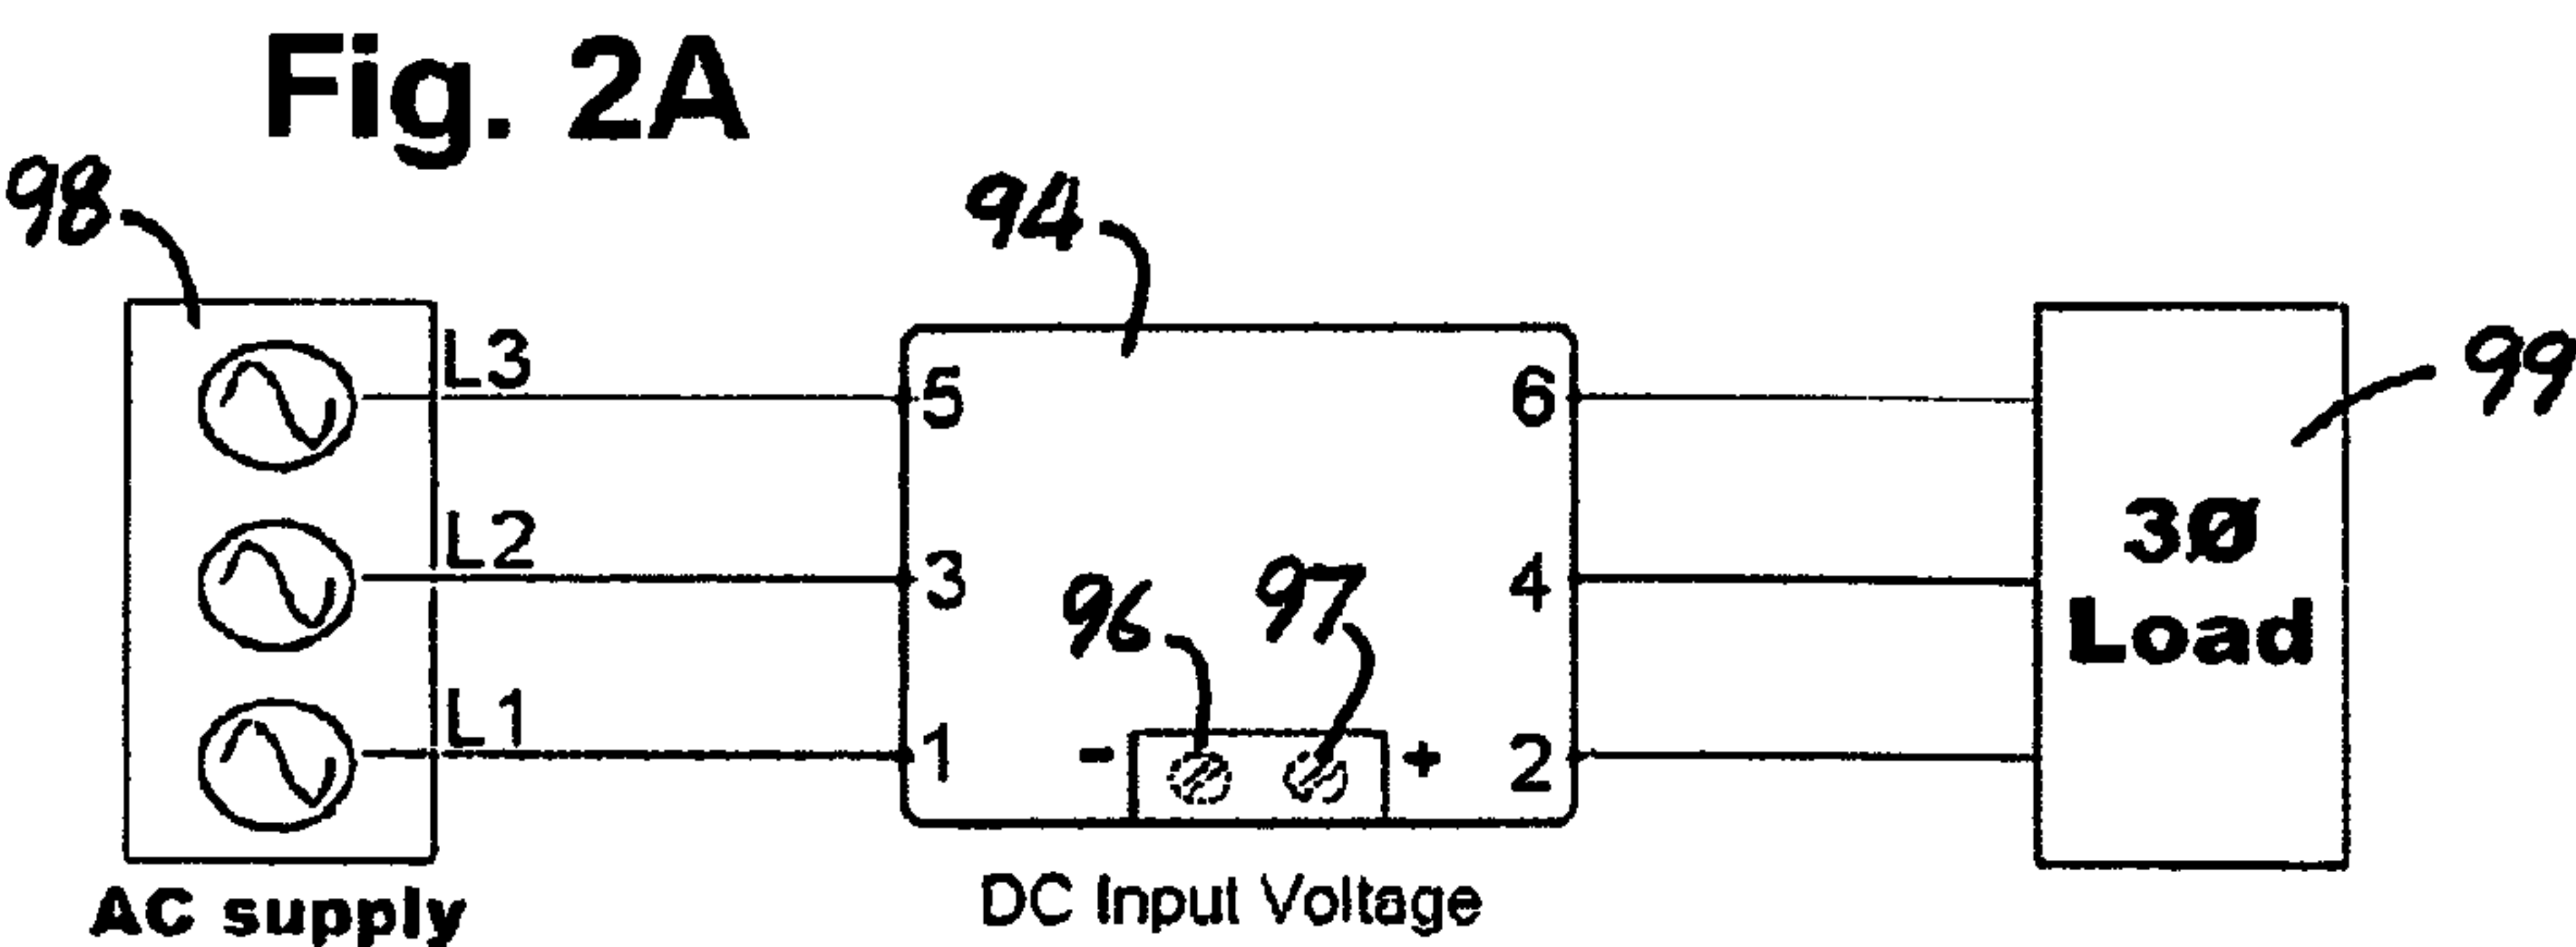 Fig. 2A
98
94
99
L3
5
6
L2
3
4
3Ø
Load
96
97
L1
1
-
+
2
AC supply
DC Input Voltage